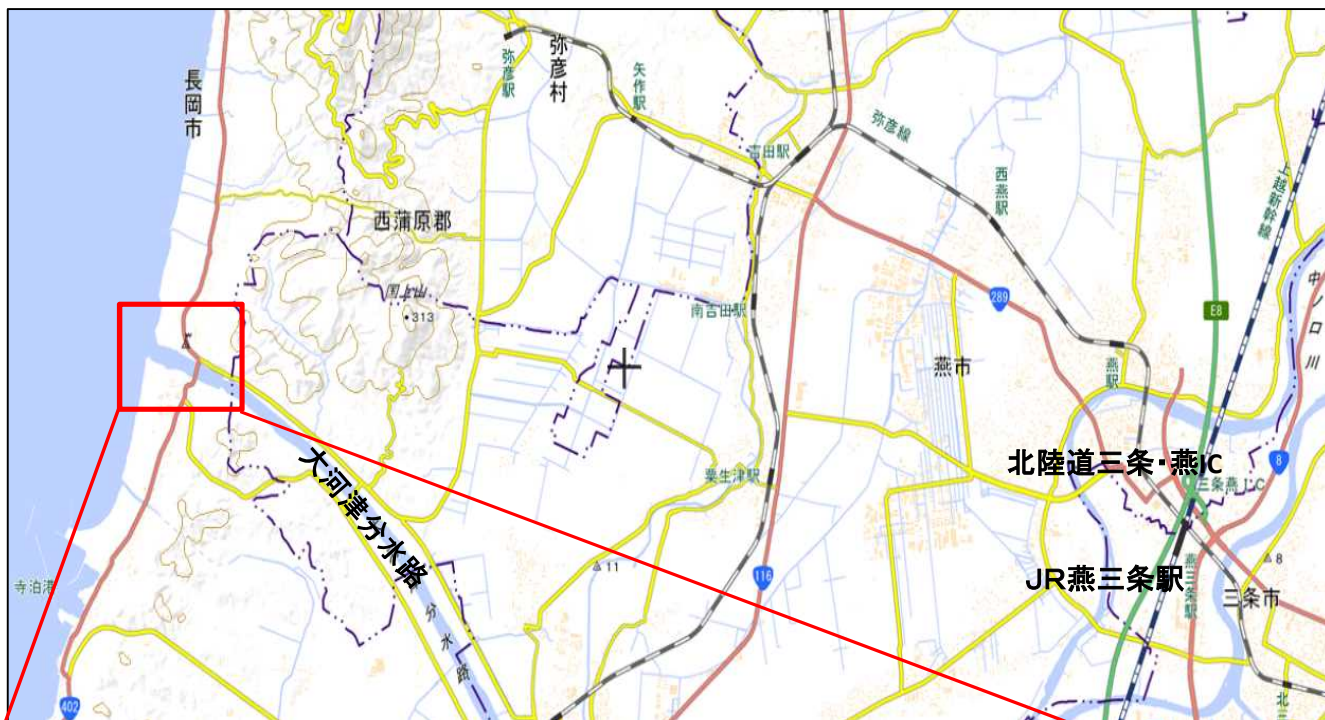 長岡市
弥彦駅
弥彦村
矢作駅
吉田駅
弥彦線
西燕駅
上越新幹線
中ノ口川
西蒲原郡
国上山
313
南吉田駅
289
E8
燕市
燕駅
大河津分水路
粟生津駅
北陸道三条・燕IC
三条燕IC
8
寺泊港
11
116
JR燕三条駅
燕三条駅
8
三条市
分水路
402
北三